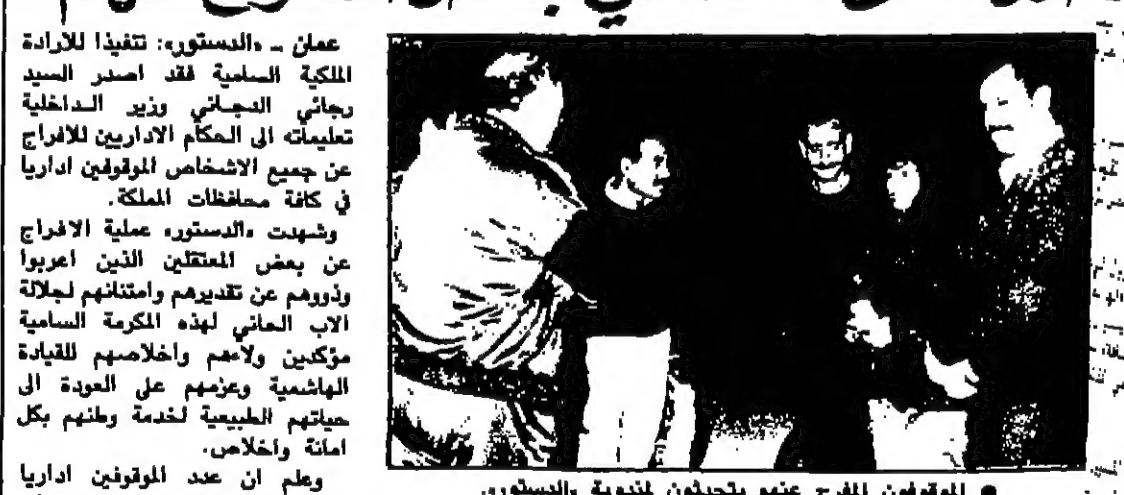 عمان ـ «الدستور»: تنفيذا للارادة
الملكية السامية فقد اصدر السيد
رجائي الدجاني وزير الداخلية
تعليماته الى الحكام الاداريين للافراج
عن جميع الاشخاص الموقوفين اداريا
في كافة محافظات المملكة.
وشهدت «الدستور» عملية الافراج
عن بعض المعتقلين الذين اعربوا
وذووهم عن تقديرهم وامتنانهم لجلالة
الاب الحاني لهذه المكرمة السامية
مؤكدين ولاءهم واخلاصهم للقيادة
الهاشمية وعزمهم على العودة الى
حياتهم الطبيعية لخدمة وطنهم بكل
امانة واخلاص.
وعلم ان عدد الموقوفين اداريا
● الموقوفون المفرج عنهم يتحدثون لمندوبة «الدستور».